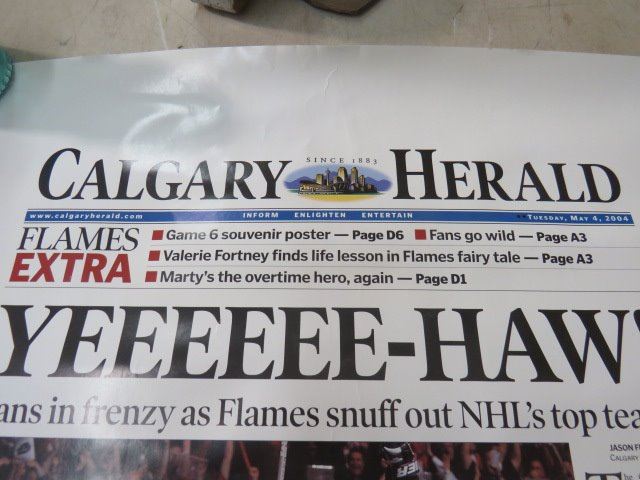 SINCE 1883
CALGARY HERALD
www.calgaryherald.com INFORM ENLIGHTEN ENTERTAIN TUESDAY, MAY 4, 2004
FLAMES EXTRA
Game 6 souvenir poster — Page D6 Fans go wild — Page A3
Valerie Fortney finds life lesson in Flames fairy tale — Page A3
Marty's the overtime hero, again — Page D1
YEEEEEE-HAW
in frenzy as Flames snuff out NHL's top
JASON
CALGARY